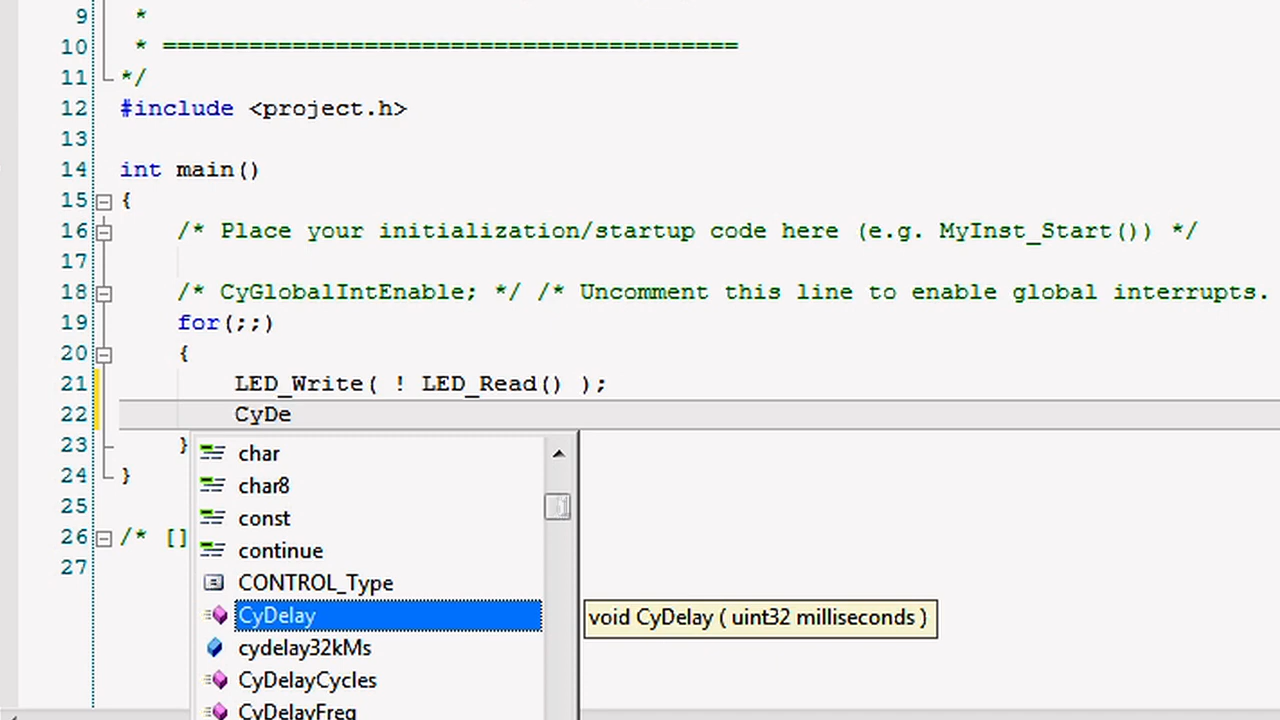 9 *
10 * ========================================
11 */
12 #include <project.h>
13
14 int main()
15 {
16 /* Place your initialization/startup code here (e.g. MyInst_Start()) */
17
18 /* CyGlobalIntEnable; */ /* Uncomment this line to enable global interrupts.
19 for(;;)
20 {
21 LED_Write( ! LED_Read() );
22 CyDe
23 }
24 }
25
26 /* []
27
char
char8
const
continue
CONTROL_Type
CyDelay
void CyDelay ( uint32 milliseconds )
cydelay32kMs
CyDelayCycles
CyDelayFreq